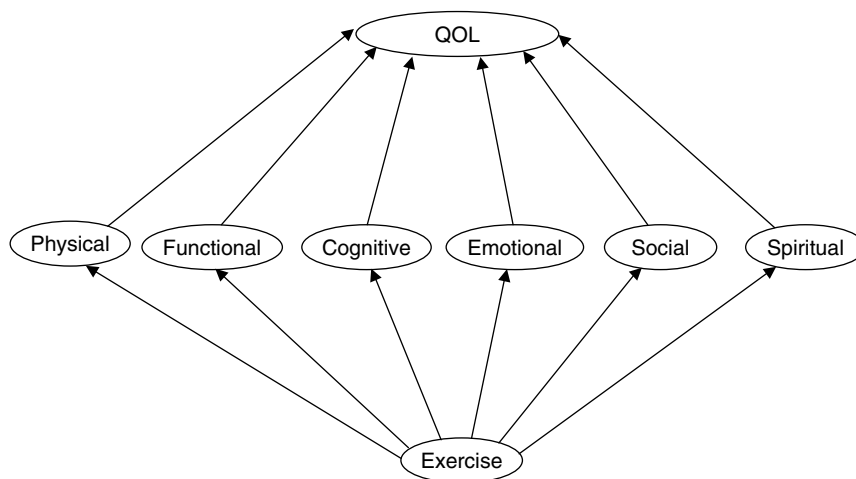 QOL
Physical
Functional
Cognitive
Emotional
Social
Spiritual
Exercise